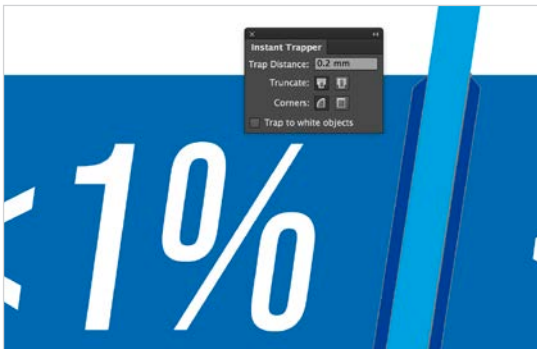 Instant Trapper
Trap Distance: 0.2 mm
Truncate:
Corners:
Trap to white objects
<1%